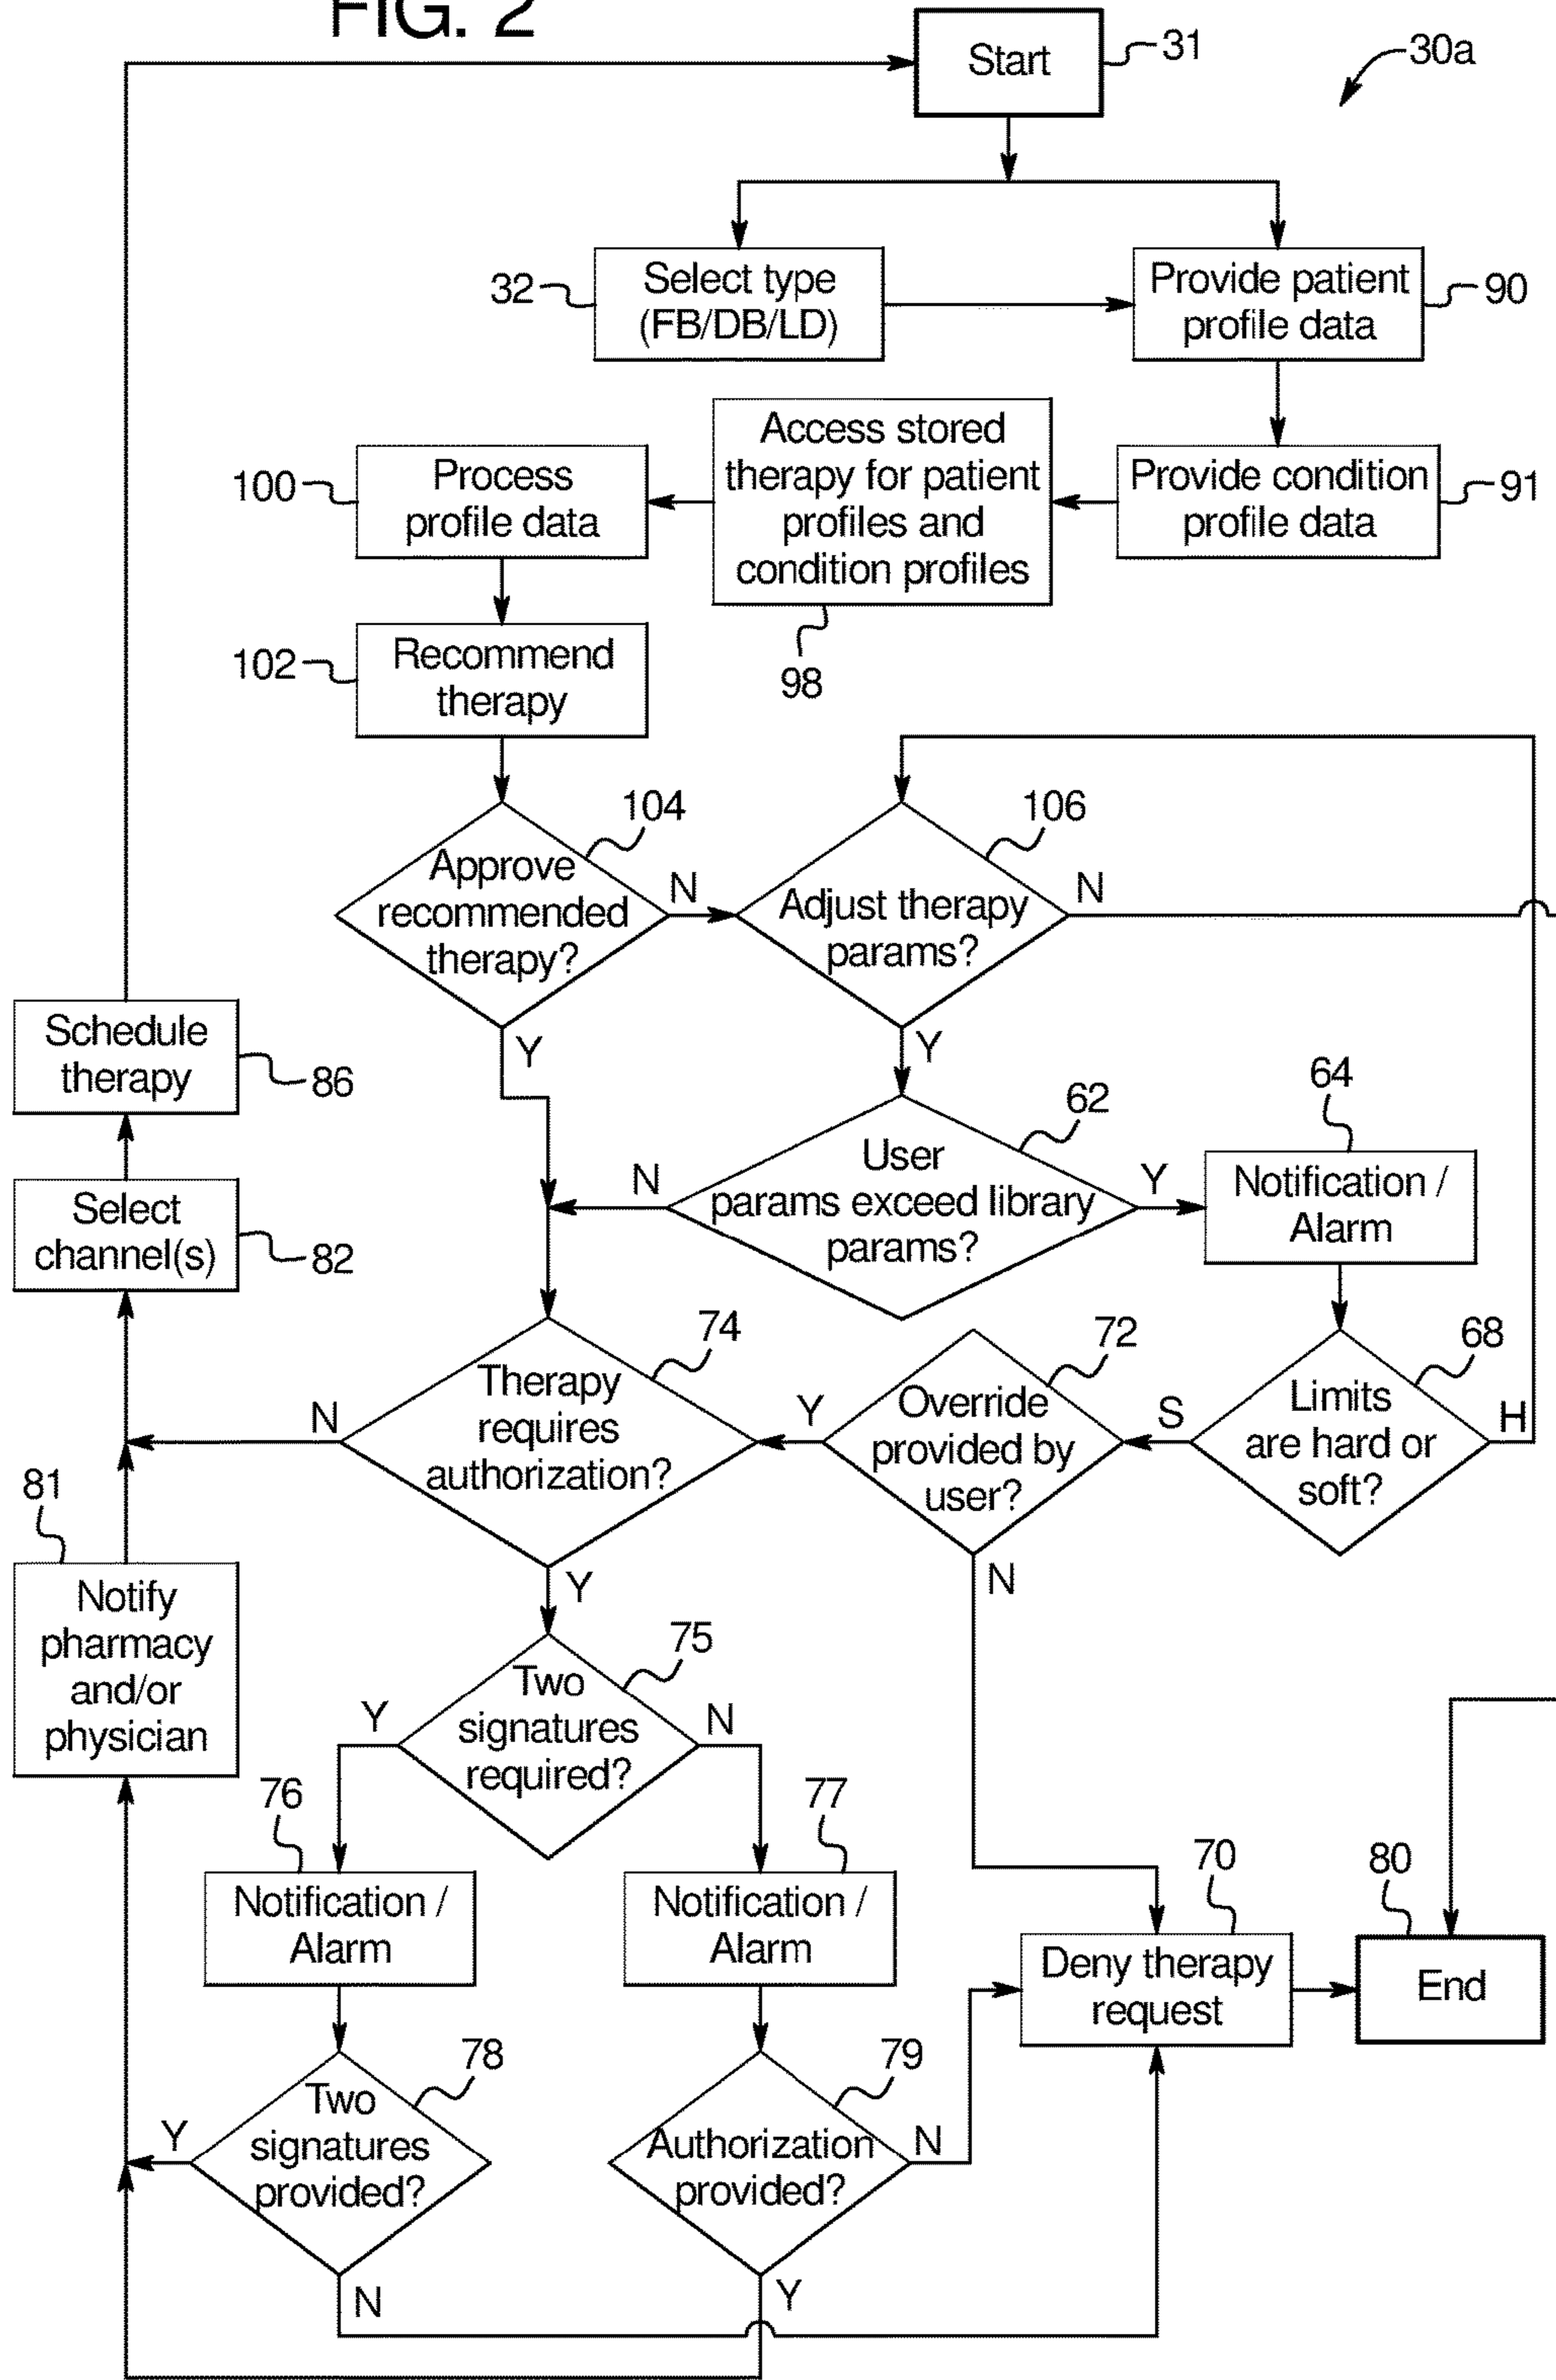 FIG. 2
Start
31
30a
32
Select type
(FB/DB/LD)
Provide patient
profile data
90
100
Process
profile data
Access stored
therapy for patient
profiles and
condition profiles
98
Provide condition
profile data
91
102
Recommend
therapy
104
Approve
recommended
therapy?
N
Y
106
Adjust therapy
params?
N
Y
Schedule
therapy
86
Select
channel(s)
82
62
User
params exceed library
params?
N
Y
64
Notification /
Alarm
74
Therapy
requires
authorization?
N
Y
72
Override
provided by
user?
Y
N
68
Limits
are hard or
soft?
S
H
81
Notify
pharmacy
and/or
physician
75
Two
signatures
required?
Y
N
76
Notification /
Alarm
77
Notification /
Alarm
70
Deny therapy
request
80
End
78
Two
signatures
provided?
Y
N
79
Authorization
provided?
N
Y